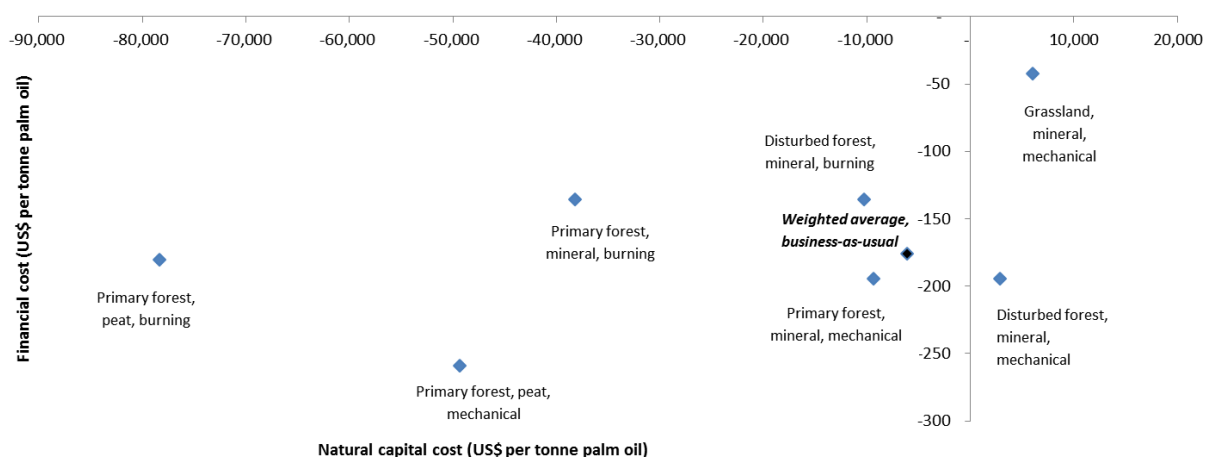 -90,000 -80,000 -70,000 -60,000 -50,000 -40,000 -30,000 -20,000 -10,000 - 10,000 20,000
-
-50
-100
-150
-200
-250
-300
Financial cost (US$ per tonne palm oil)
Grassland,
mineral,
mechanical
Disturbed forest,
mineral, burning
Weighted average,
business-as-usual
Primary forest,
mineral, burning
Primary forest,
peat, burning
Primary forest,
mineral, mechanical
Disturbed forest,
mineral,
mechanical
Primary forest, peat,
mechanical
Natural capital cost (US$ per tonne palm oil)